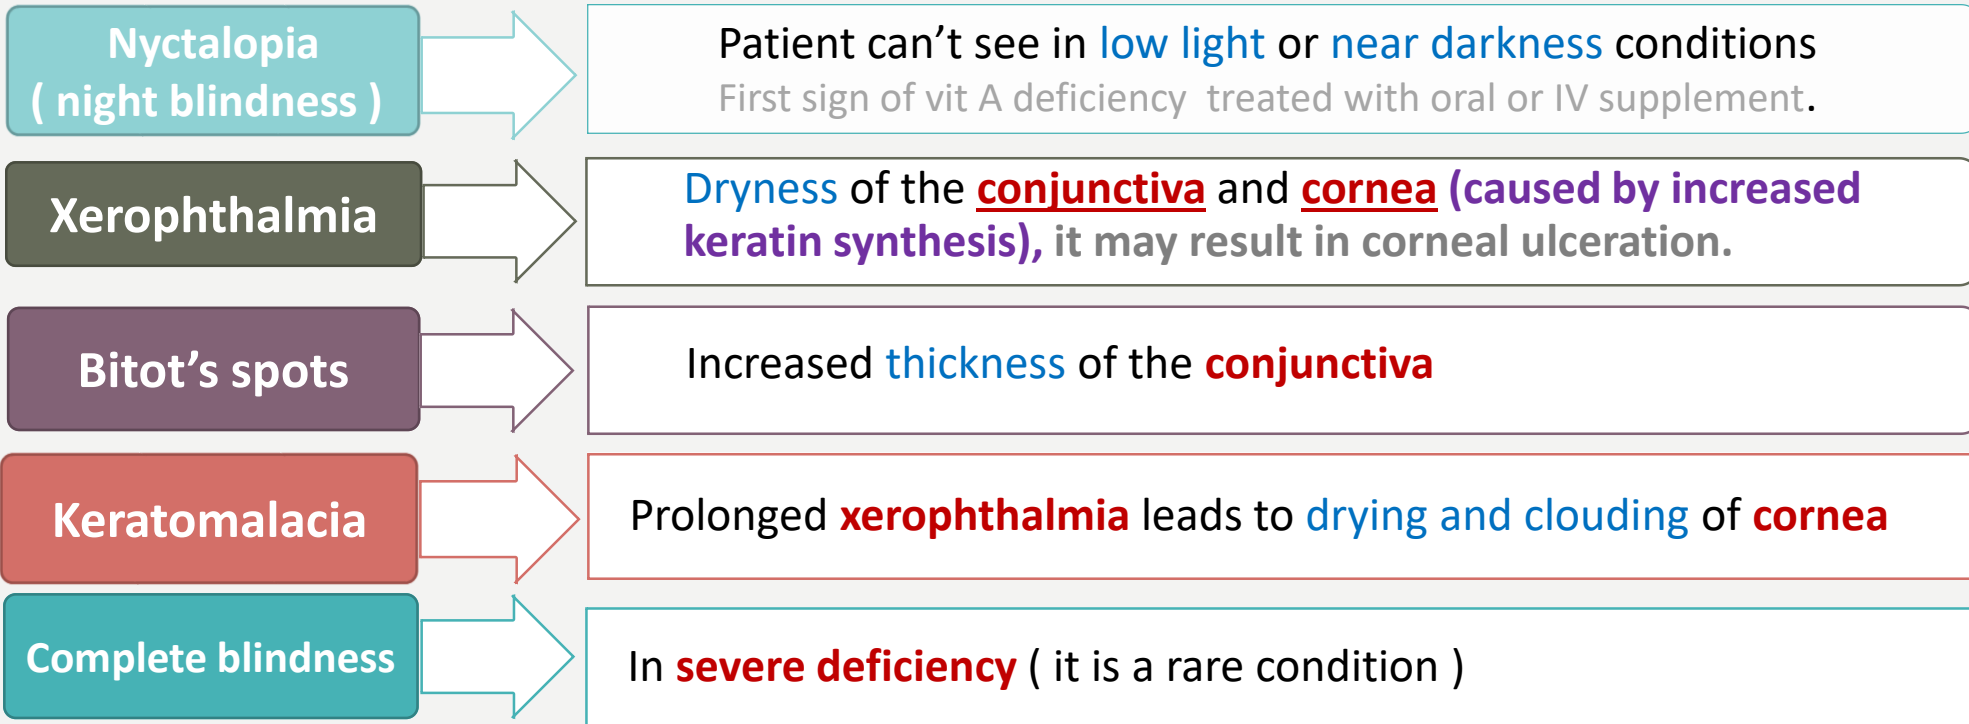 Nyctalopia
( night blindness )
Patient can’t see in low light or near darkness conditions
First sign of vit A deficiency  treated with oral or IV supplement.
Xerophthalmia
Dryness of the conjunctiva and cornea (caused by increased
keratin synthesis), it may result in corneal ulceration.
Bitot’s spots
Increased thickness of the conjunctiva
Keratomalacia
Prolonged xerophthalmia leads to drying and clouding of cornea
Complete blindness
In severe deficiency ( it is a rare condition )